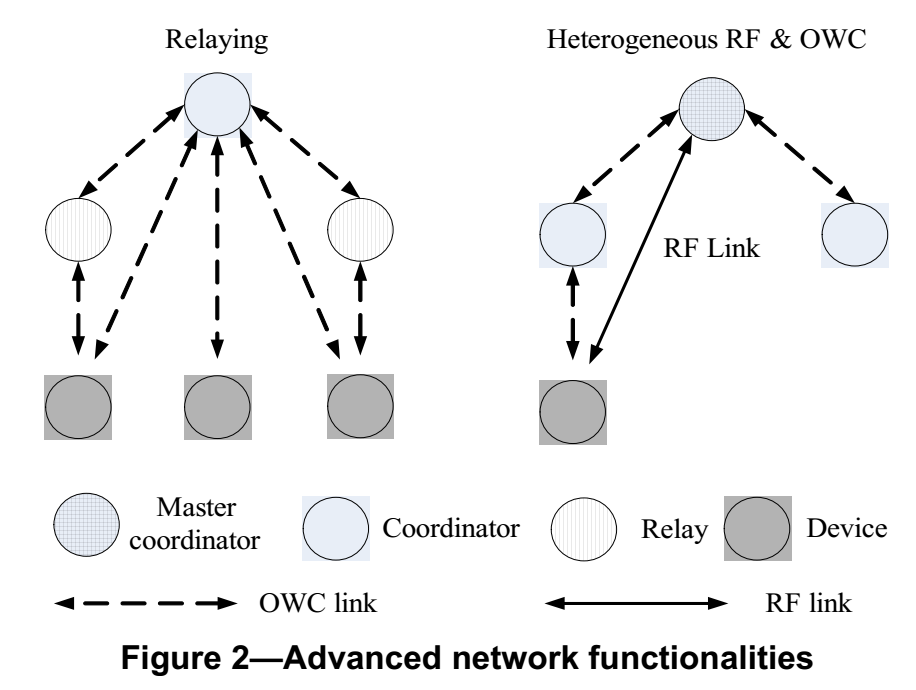 Relaying
Heterogeneous RF & OWC
RF Link
Master
coordinator
Coordinator
Relay
Device
OWC link
RF link
Figure 2—Advanced network functionalities